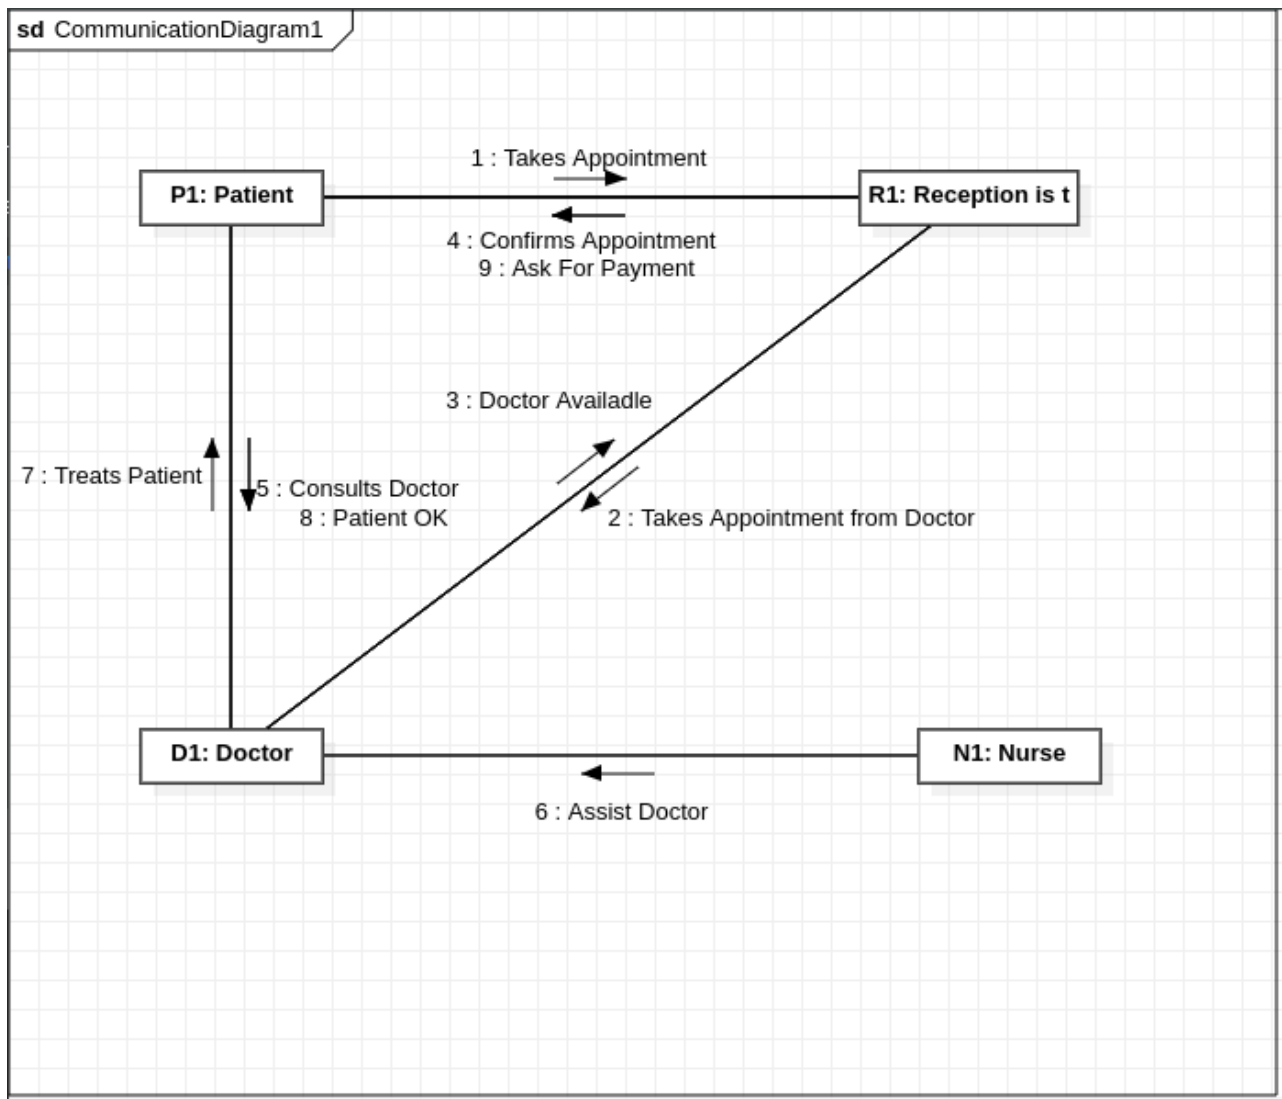 sd CommunicationDiagram1
1 : Takes Appointment
P1: Patient
R1: Reception is t
4 : Confirms Appointment
9 : Ask For Payment
3 : Doctor Availadle
7 : Treats Patient
5 : Consults Doctor
8 : Patient OK
2 : Takes Appointment from Doctor
D1: Doctor
N1: Nurse
6 : Assist Doctor